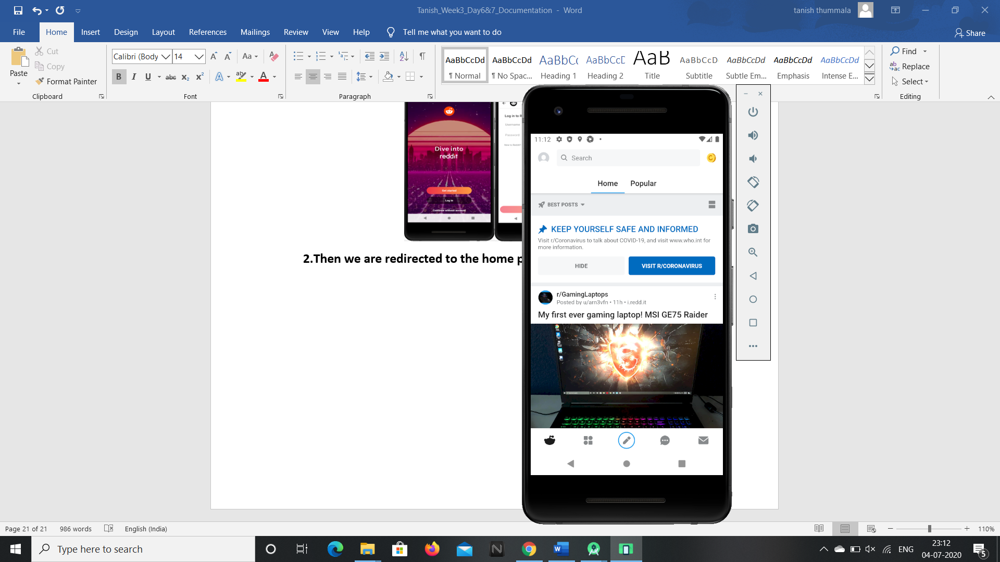 Tanish_Week3_Day6&7_Documentation - Word
tanish thummala
File
Home
Insert
Design
Layout
References
Mailings
Review
View
Help
Tell me what you want to do
Share
Paste
Cut
Copy
Format Painter
Clipboard
Calibri (Body
14
Font
Paragraph
AaBbCcDd
¶ Normal
AaBbCcDd
¶ No Spac...
AaBbCc
Heading 1
AaBbCcD
Heading 2
AaB
Title
AaBbCcD
Subtitle
AaBbCcDd
Subtle Em...
AaBbCcDd
Emphasis
AaBbCcDd
Intense E...
Find
Replace
Select
Editing
Dive into
reddit
Get started
Log in
Continue without account
Log in to R
Username
Password
2.Then we are redirected to the home p
11:12
Search
Home
Popular
BEST POSTS
KEEP YOURSELF SAFE AND INFORMED
Visit r/Coronavirus to talk about COVID-19, and visit www.who.int for
more information.
HIDE
VISIT R/CORONAVIRUS
r/GamingLaptops
Posted by u/arn3vfn • 11h • i.redd.it
My first ever gaming laptop! MSI GE75 Raider
Page 21 of 21
986 words
English (India)
110%
Type here to search
ENG
23:12
04-07-2020
5